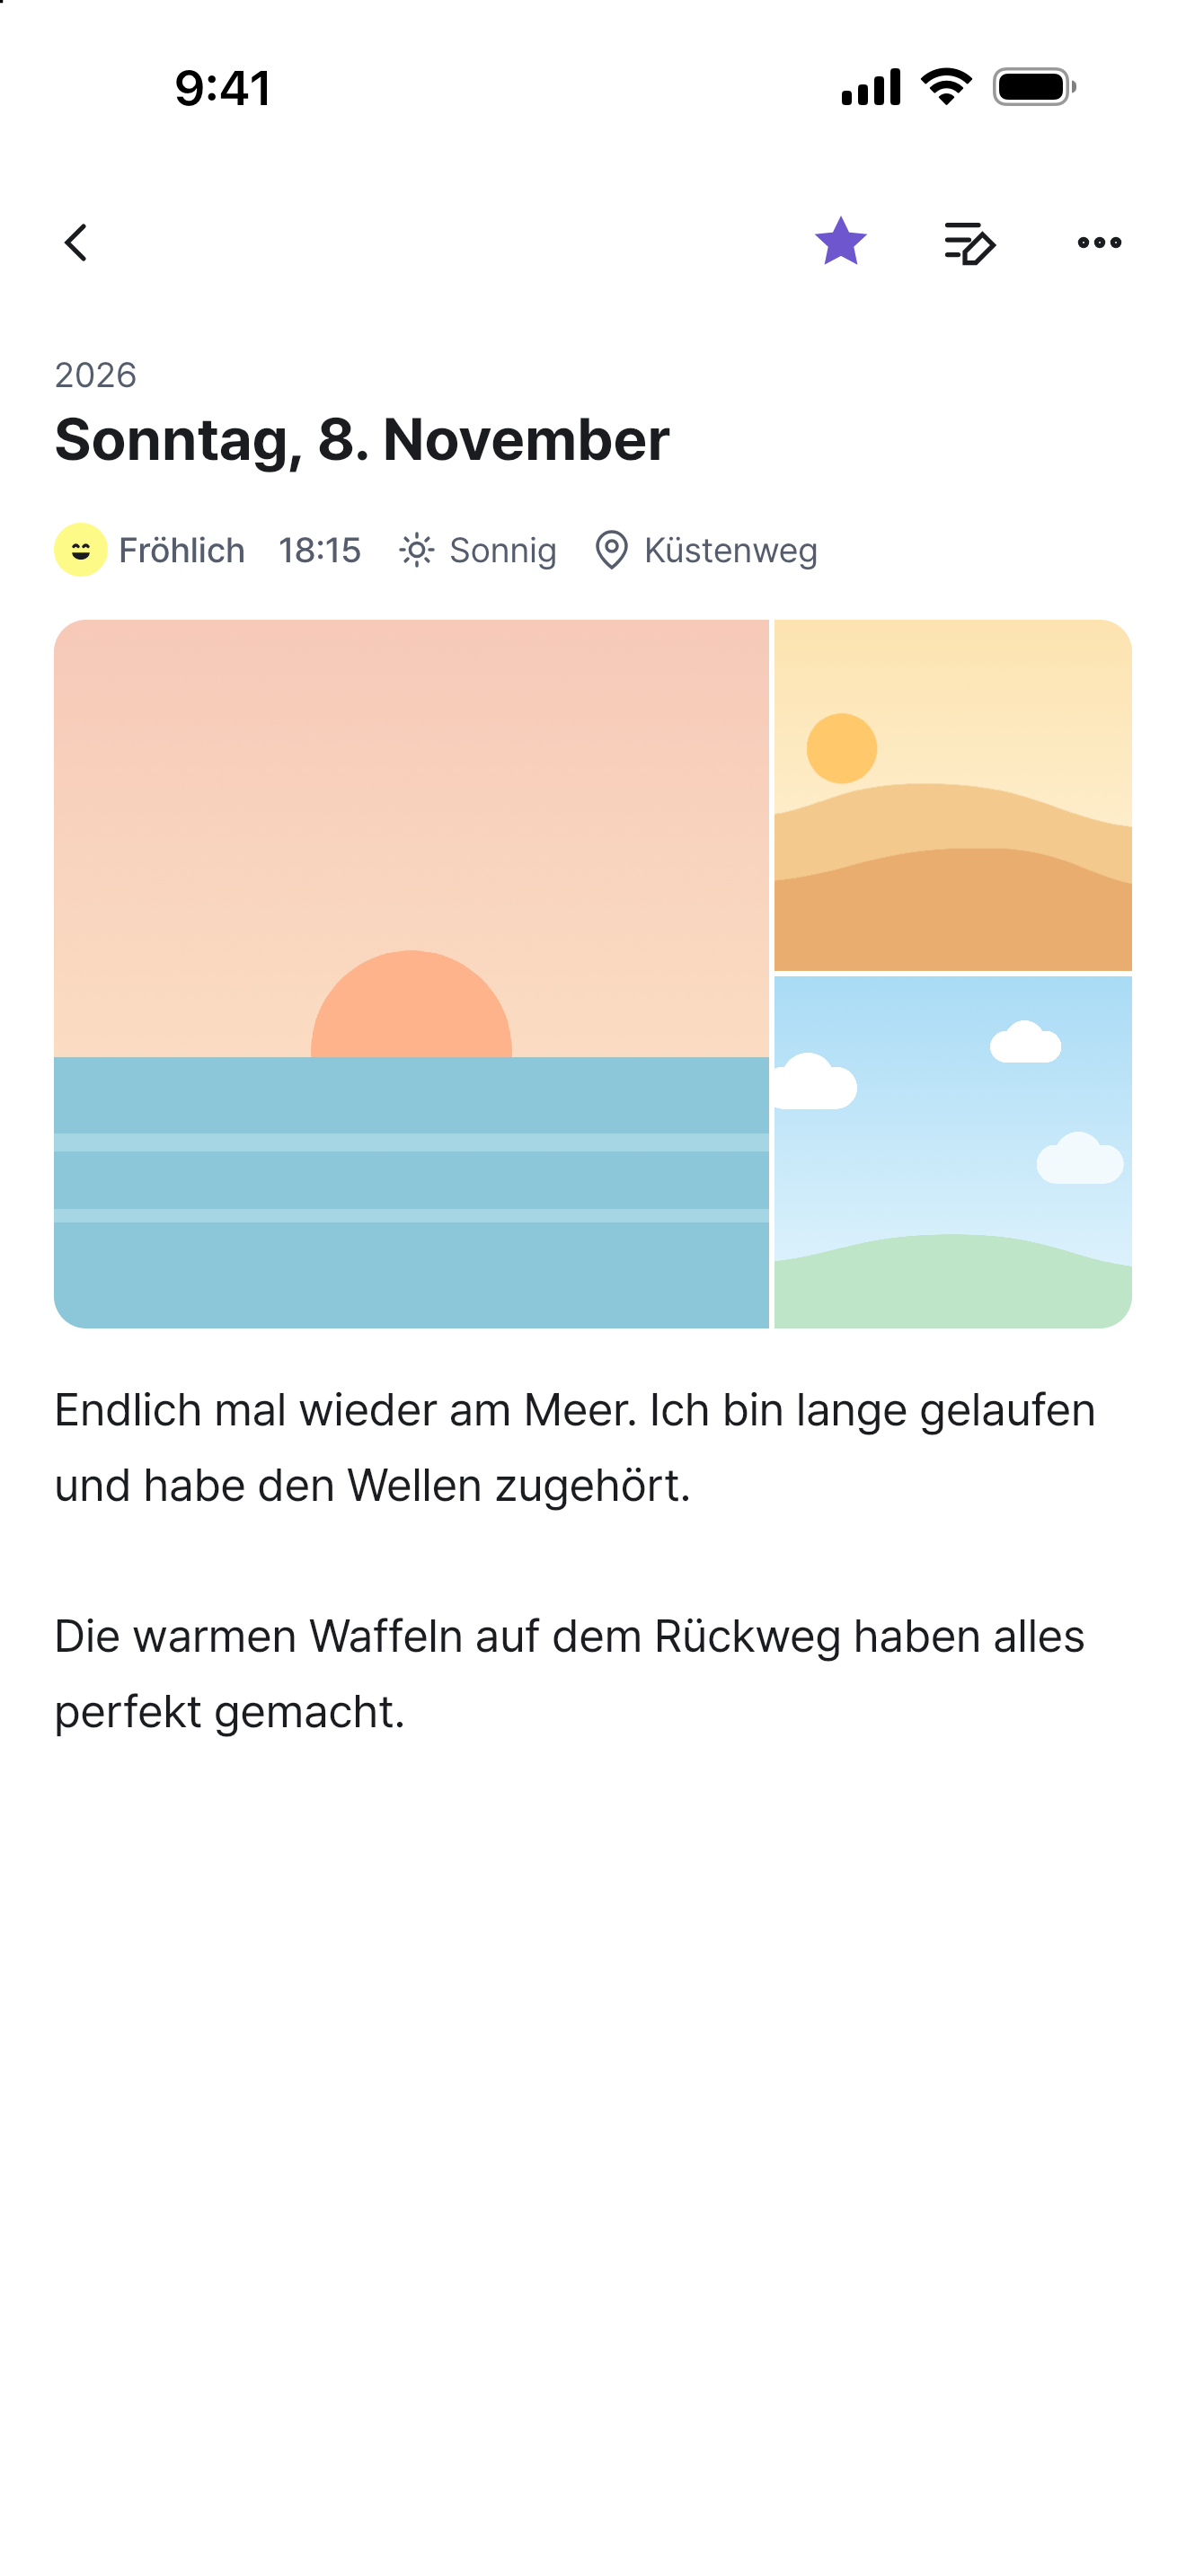 9:41
2026
Sonntag, 8. November
Fröhlich 18:15 Sonnig Küstenweg
Endlich mal wieder am Meer. Ich bin lange gelaufen
und habe den Wellen zugehört.
Die warmen Waffeln auf dem Rückweg haben alles
perfekt gemacht.